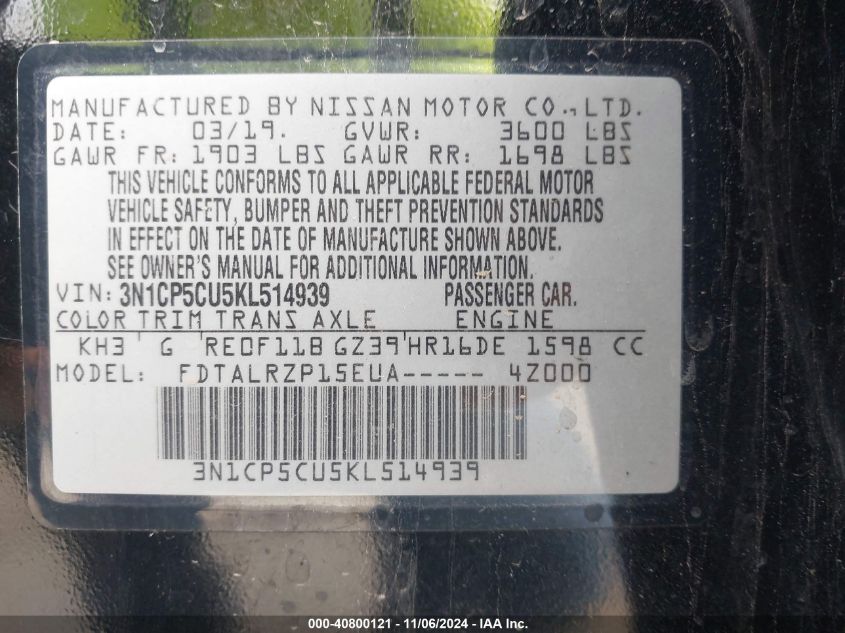 MANUFACTURED BY NISSAN MOTOR CO., LTD.
DATE: 03/19. GVWR: 3600 LBS
GAWR FR: 1903 LBS GAWR RR: 1698 LBS
THIS VEHICLE CONFORMS TO ALL APPLICABLE FEDERAL MOTOR
VEHICLE SAFETY, BUMPER AND THEFT PREVENTION STANDARDS
IN EFFECT ON THE DATE OF MANUFACTURE SHOWN ABOVE.
SEE OWNER'S MANUAL FOR ADDITIONAL INFORMATION.
VIN: 3N1CP5CU5KL514939 PASSENGER CAR.
COLOR TRIM TRANS AXLE ENGINE
KH3 G RE0F11B GZ39 HR16DE 1598 CC
MODEL: FDTALRZP15EUA----- 4Z000
3N1CP5CU5KL514939
000-40800121 - 11/06/2024 - IAAI.COM.